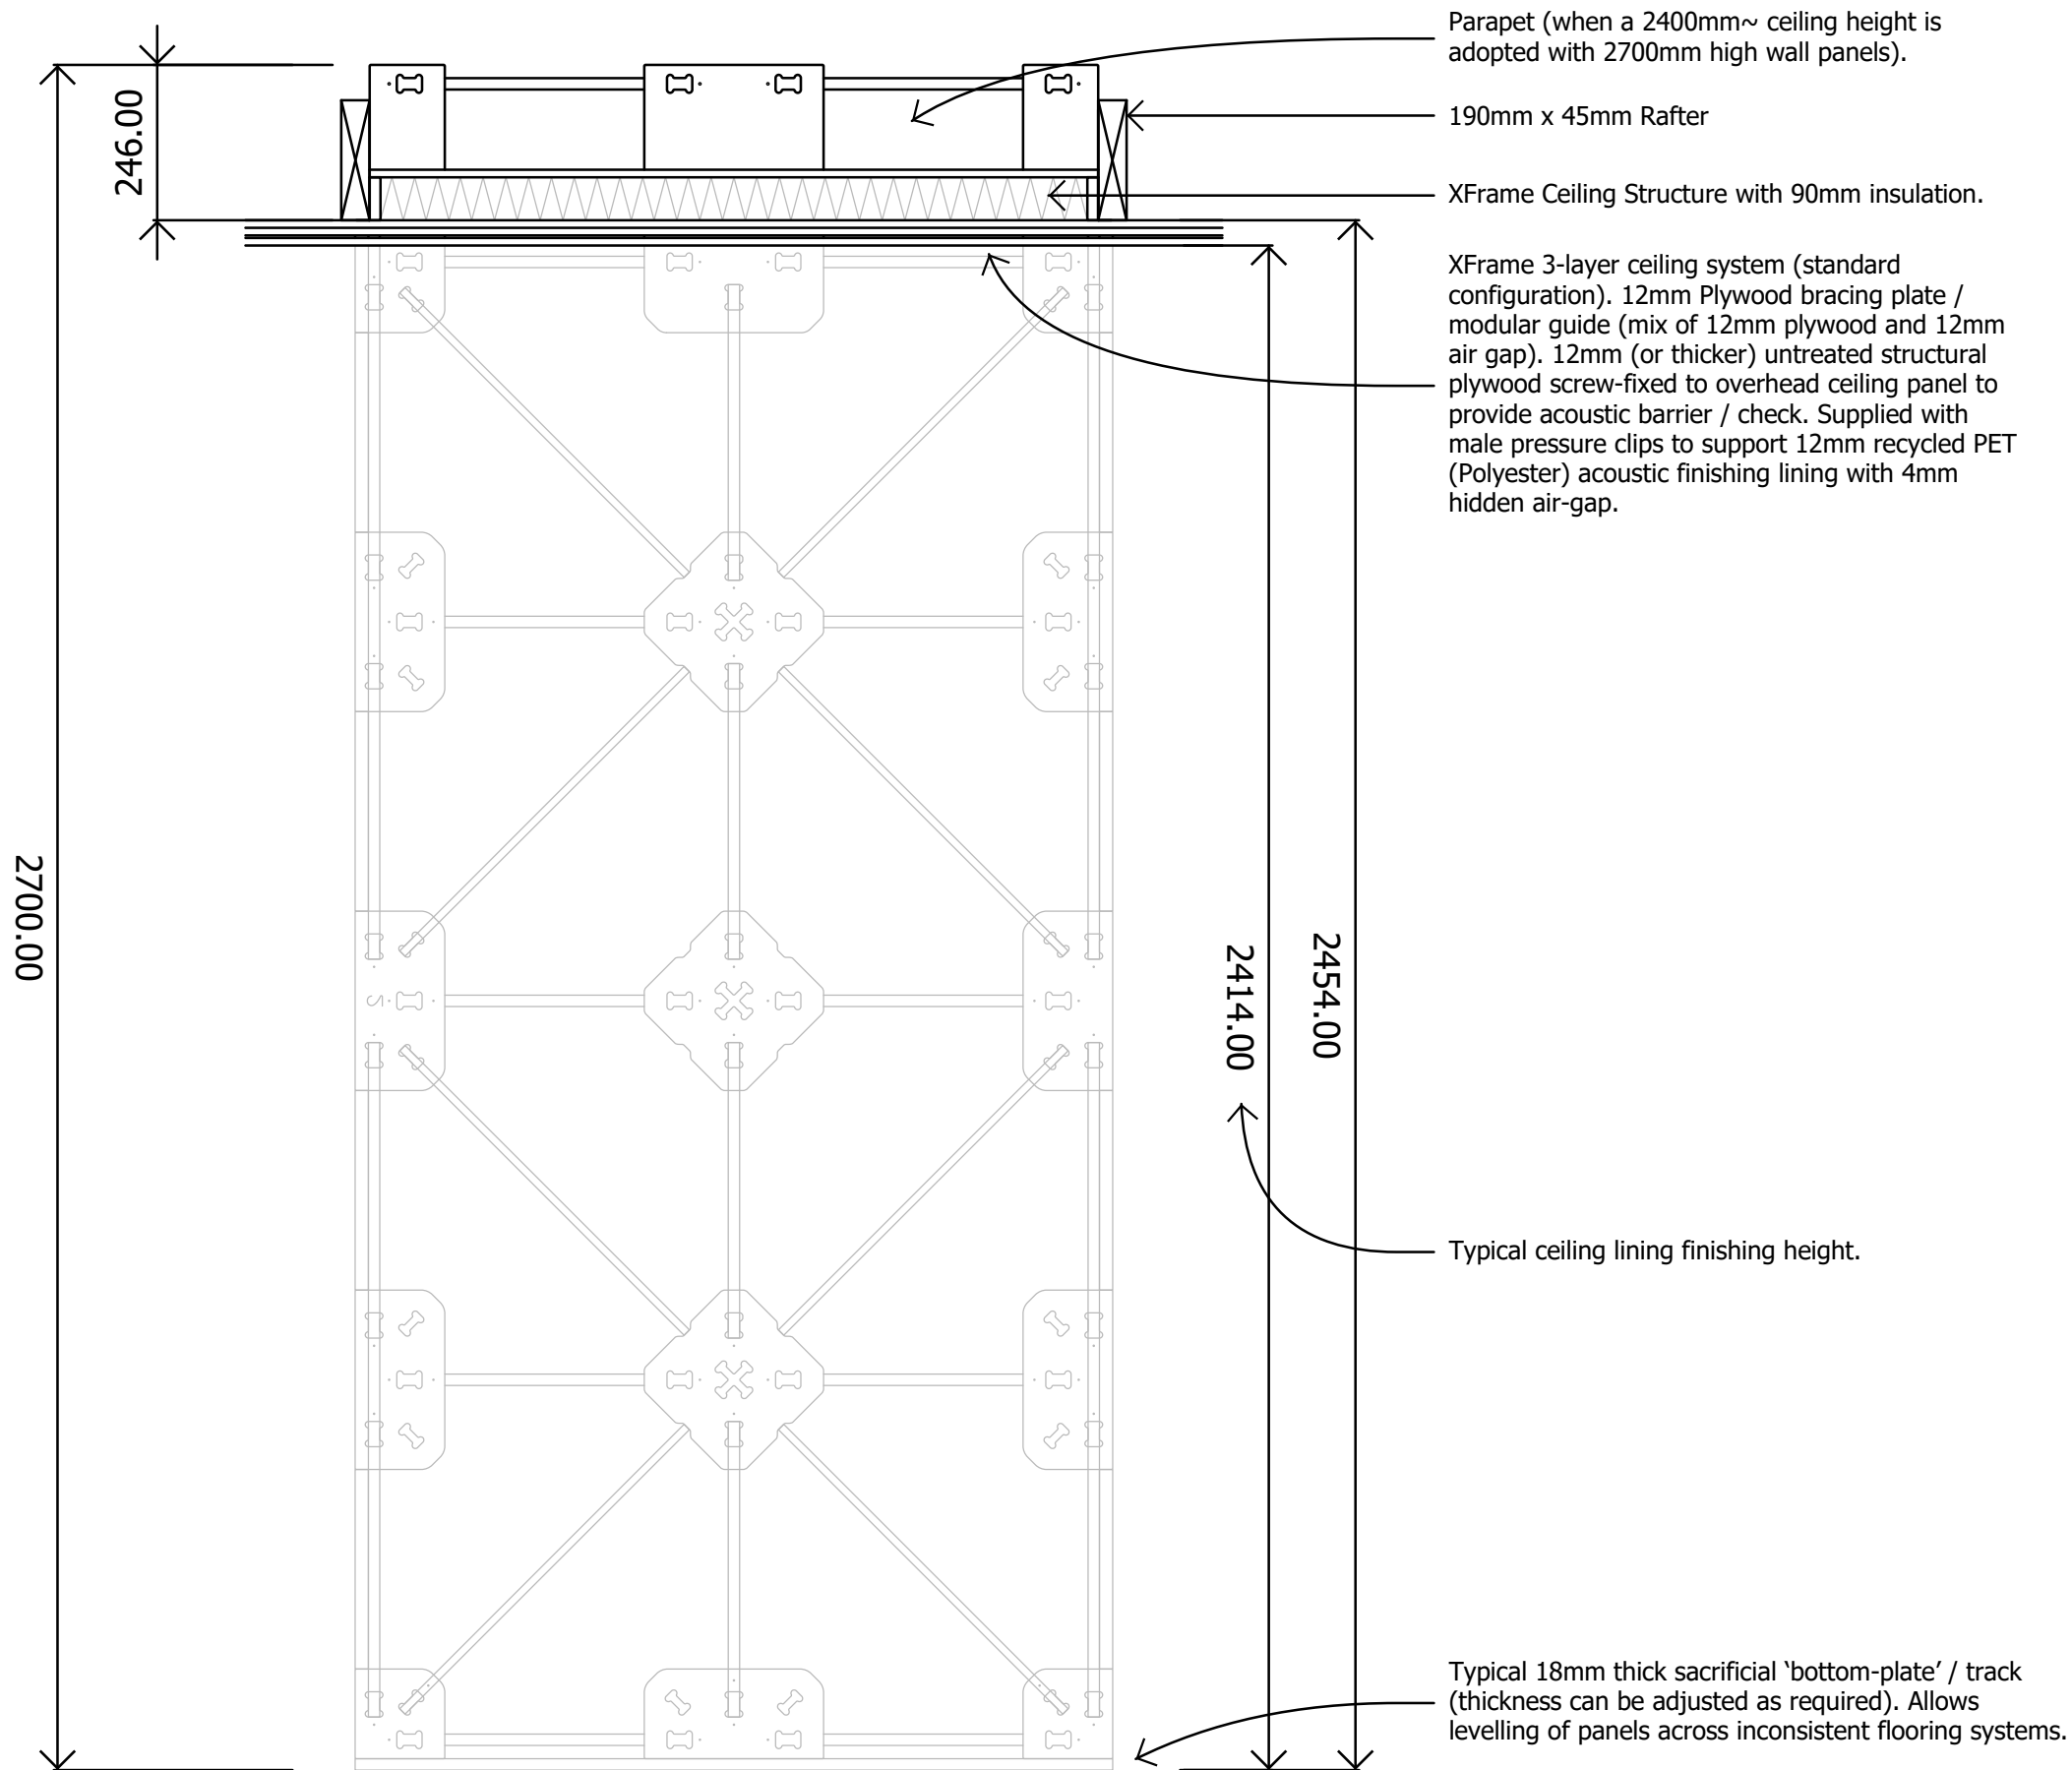 Parapet (when a 2400mm~ ceiling height is
adopted with 2700mm high wall panels).
246.00
190mm x 45mm Rafter
XFrame Ceiling Structure with 90mm insulation.
XFrame 3-layer ceiling system (standard
configuration). 12mm Plywood bracing plate /
modular guide (mix of 12mm plywood and 12mm
air gap). 12mm (or thicker) untreated structural
plywood screw-fixed to overhead ceiling panel to
provide acoustic barrier / check. Supplied with
male pressure clips to support 12mm recycled PET
(Polyester) acoustic finishing lining with 4mm
hidden air-gap.
2700.00
2414.00
2454.00
S
Typical ceiling lining finishing height.
Typical 18mm thick sacrificial ‘bottom-plate’ / track
(thickness can be adjusted as required). Allows
levelling of panels across inconsistent flooring systems.